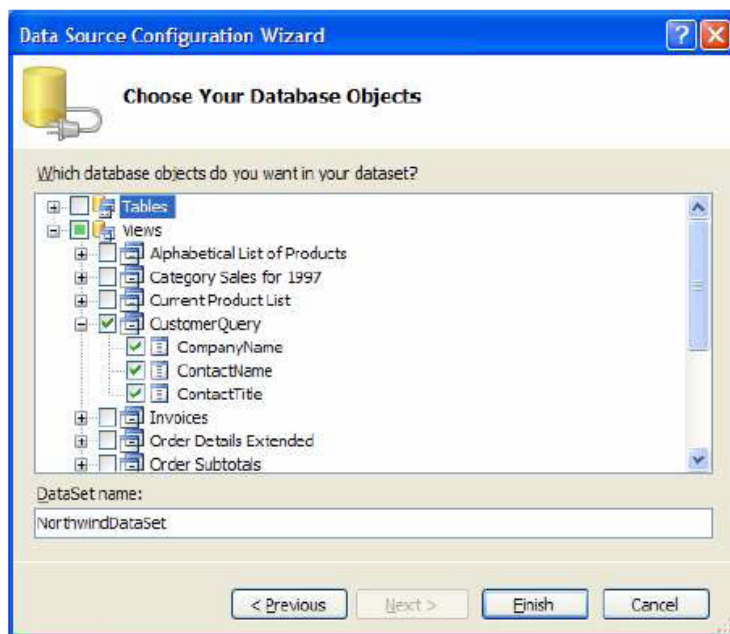 Data Source Configuration Wizard
Choose Your Database Objects
Which database objects do you want in your dataset?
Tables
Views
Alphabetical List of Products
Category Sales for 1997
Current Product List
CustomerQuery
CompanyName
ContactName
ContactTitle
Invoices
Order Details Extended
Order Subtotals
DataSet name:
NorthwindDataSet
< Previous
Next >
Finish
Cancel